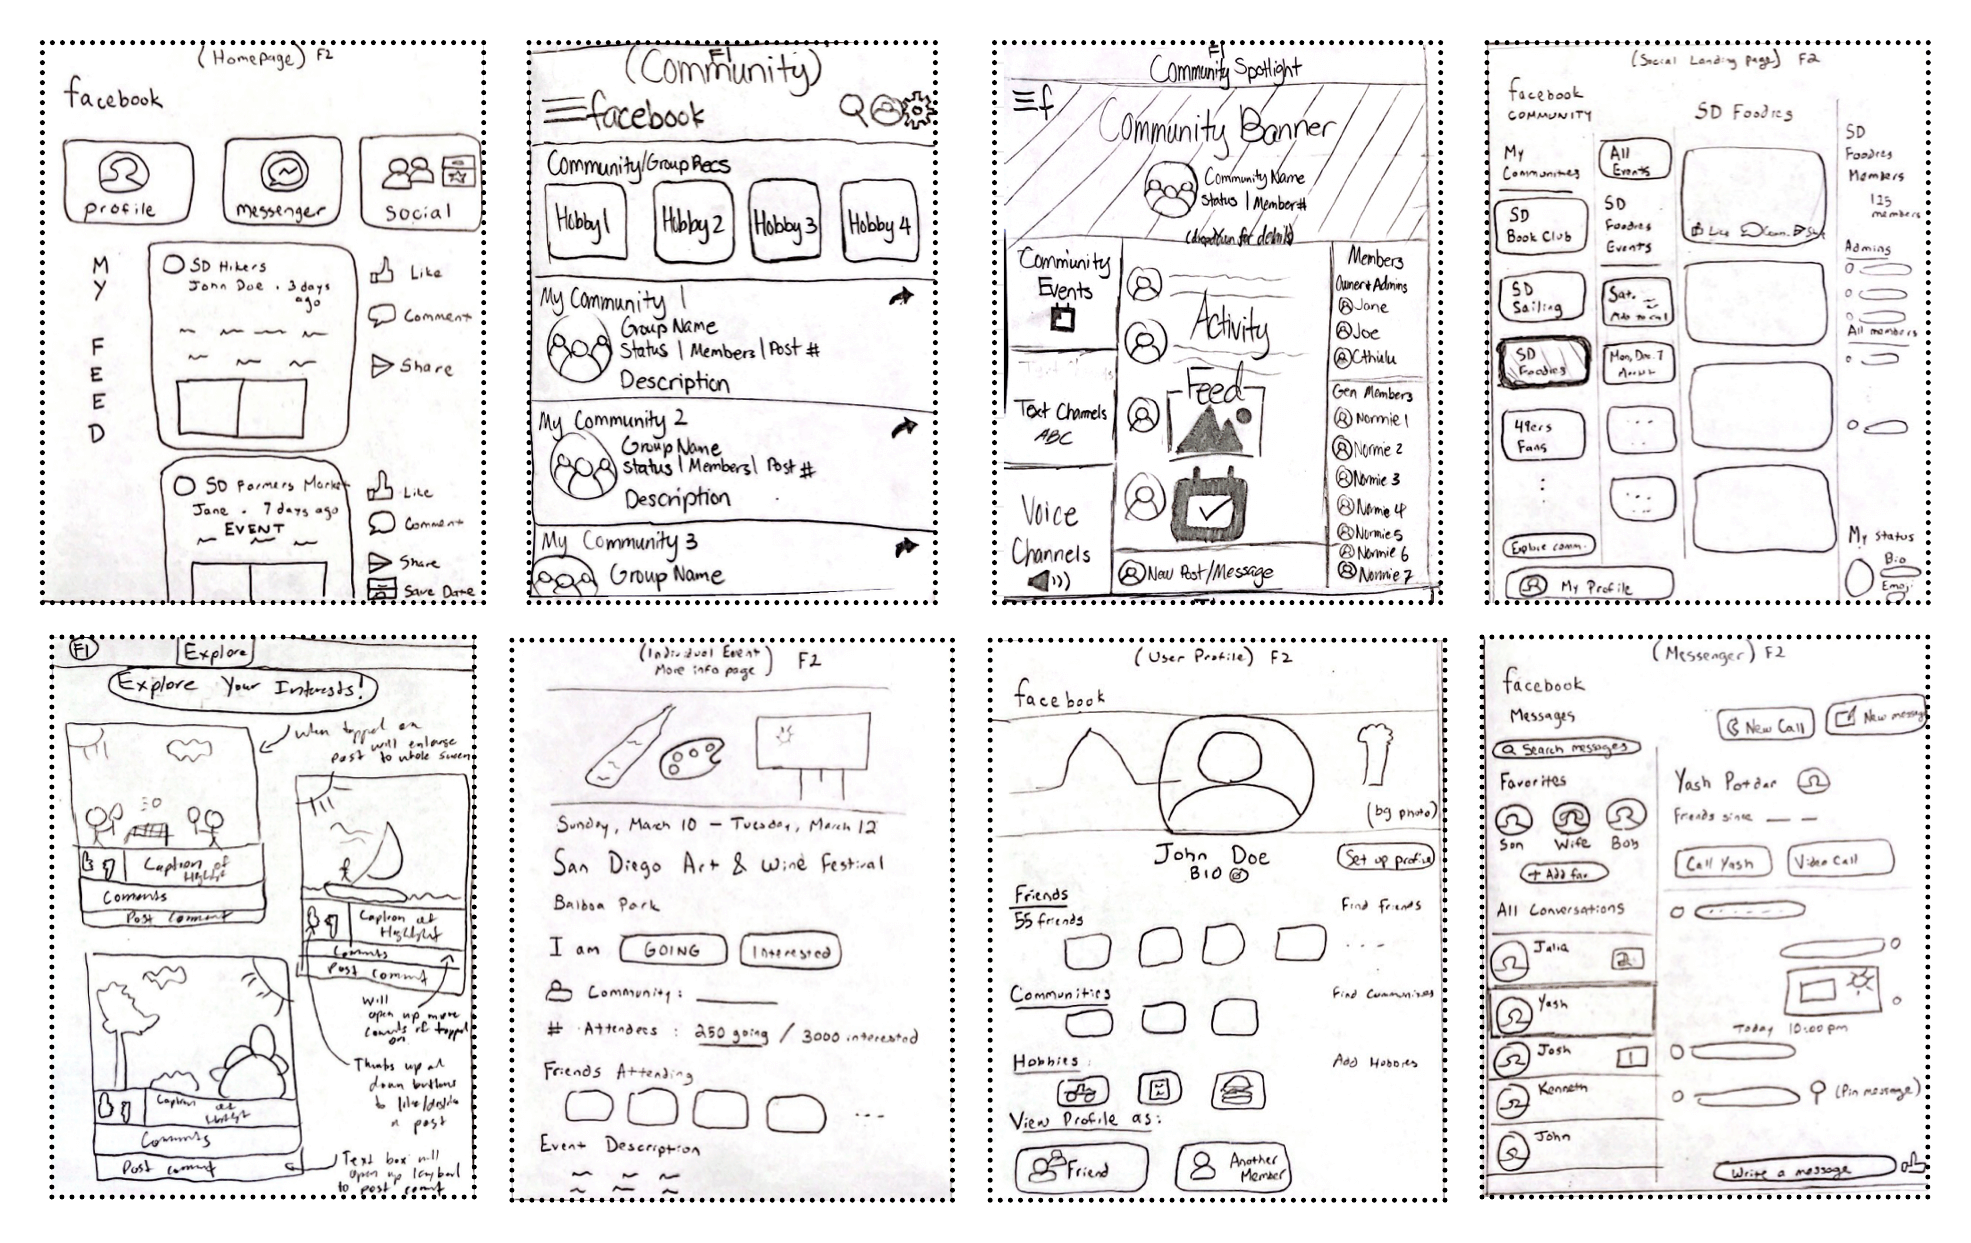 (Homepage) F2
facebook
profile
messenger
social
MY FEED
SD Hikers
John Doe . 3 days ago
Like
Comment
Share
SD Farmers Market
Jane . 7 days ago
EVENT
Like
Comment
Share
Save Date
F1
(Community)
facebook
Community/Group Recs
Hobby 1
Hobby 2
Hobby 3
Hobby 4
My Community 1
Group Name
Status | Members | Post #
Description
My Community 2
Group Name
Status | Members | Post #
Description
My Community 3
Group Name
F1
Community Spotlight
f
Community Banner
Community Name
Status | Member #
(dropdown for details)
Community Events
Text Channels
ABC
Voice Channels
Activity
Feed
New Post/Message
Members
Owner + Admins
Jane
Joe
Cthulu
Gen Members
Normie 1
Normie 2
Normie 3
Normie 4
Normie 5
Normie 6
Normie 7
(Social Landing page) F2
facebook
COMMUNITY
My Communities
SD Book Club
SD Sailing
SD Foodies
49ers Fans
Explore comm.
My Profile
All Events
SD Foodies Events
Sat.
Add to cal
Mon, Dec. 7
SD Foodies
Like
Com.
SD Foodies Members
125 members
Admins
All members
My Status
Bio
Emoji
F1
Explore
Explore Your Interests!
when tapped on
post will enlarge
to whole screen
Caption of Highlight
Comments
Post comment
Caption of Highlight
Comments
Post comment
Will
open up more
comments if tapped
on.
Thumbs up and
down buttons
to like/dislike
a post
Caption of Highlight
Comments
Post comment
Text box will
open up keyboard
to post comment
(Individual Event
More info page) F2
Sunday, March 10 – Tuesday, March 12
San Diego Art & Wine Festival
Balboa Park
I am GOING Interested
Community:
# Attendees : 250 going / 3000 interested
Friends Attending
Event Description
(User Profile) F2
facebook
(bg photo)
John Doe
BIO
Set up profile
Friends
55 friends
Find Friends
Communities
Find Communities
Hobbies:
Add Hobbies
View Profile as:
Friend
Another Member
(Messenger) F2
facebook
Messages
New Call
New message
Search messages
Favorites
Son
Wife
Bob
+ Add fav
All Conversations
Julia
2
Yash
Josh
1
Kenneth
John
Yash Potdar
Friends since
Call Yash
Video Call
Today 10:00 pm
(Pin message)
Write a message